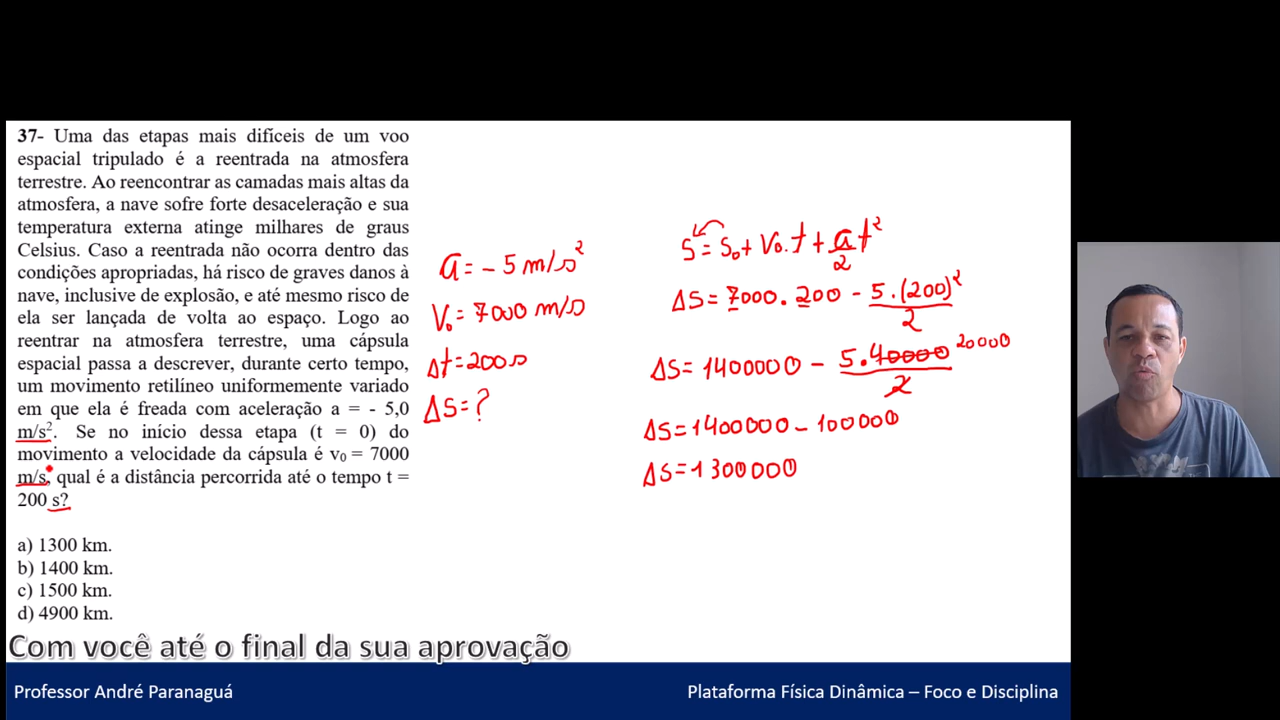 37- Uma das etapas mais difíceis de um voo
espacial tripulado é a reentrada na atmosfera
terrestre. Ao reencontrar as camadas mais altas da
atmosfera, a nave sofre forte desaceleração e sua
temperatura externa atinge milhares de graus
Celsius. Caso a reentrada não ocorra dentro das
condições apropriadas, há risco de graves danos à
nave, inclusive de explosão, e até mesmo risco de
ela ser lançada de volta ao espaço. Logo ao
reentrar na atmosfera terrestre, uma cápsula
espacial passa a descrever, durante certo tempo,
um movimento retilíneo uniformemente variado
em que ela é freada com aceleração a = - 5,0
m/s². Se no início dessa etapa (t = 0) do
movimento a velocidade da cápsula é v₀ = 7000
m/s, qual é a distância percorrida até o tempo t =
200 s?
a) 1300 km.
b) 1400 km.
c) 1500 km.
d) 4900 km.
a = - 5 m/s²
V₀ = 7000 m/s
Δt = 200 s
ΔS = ?
S = S₀ + V₀.t + a/2 t²
ΔS = 7000 . 200 - 5.(200)²/2
ΔS = 1400000 - 5.40000/2 20000
ΔS = 1400000 - 100000
ΔS = 1300000
Com você até o final da sua aprovação
Professor André Paranaguá
Plataforma Física Dinâmica – Foco e Disciplina